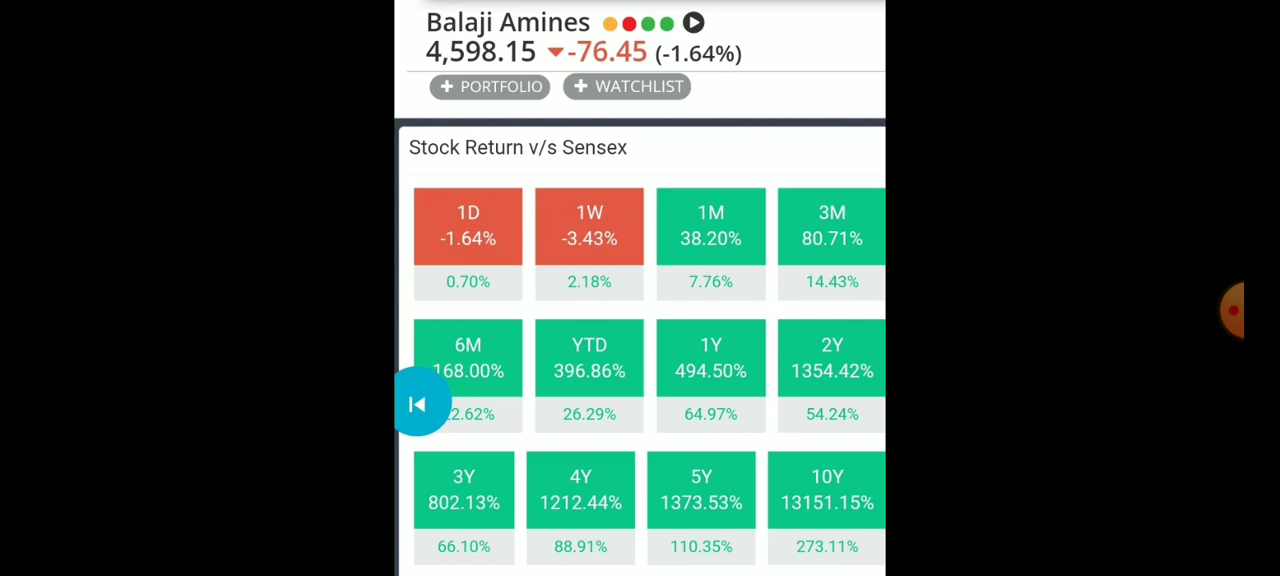 Balaji Amines
4,598.15 -76.45 (-1.64%)
+ PORTFOLIO + WATCHLIST
Stock Return v/s Sensex
1D 1W 1M 3M
-1.64% -3.43% 38.20% 80.71%
0.70% 2.18% 7.76% 14.43%
6M YTD 1Y 2Y
168.00% 396.86% 494.50% 1354.42%
26.29% 64.97% 54.24%
3Y 4Y 5Y 10Y
802.13% 1212.44% 1373.53% 13151.15%
66.10% 88.91% 110.35% 273.11%